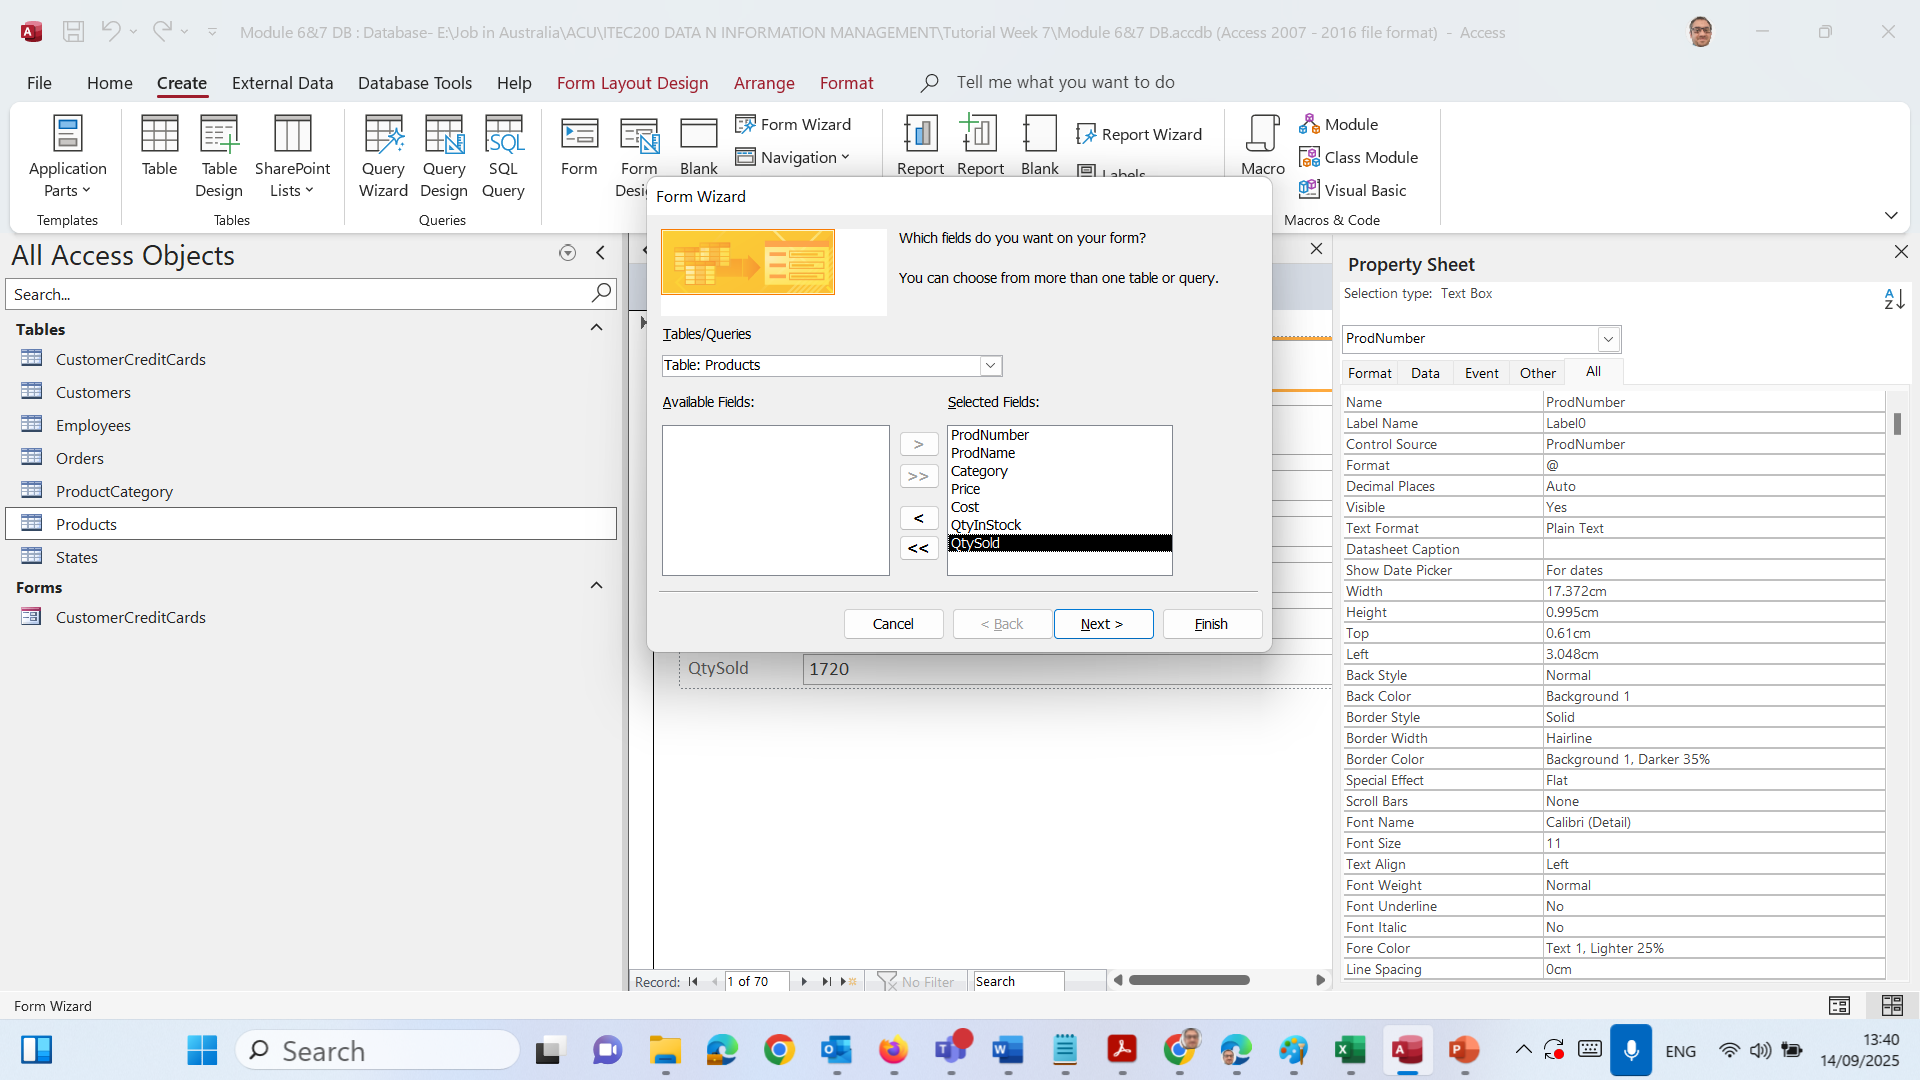 Module 6&7 DB : Database- E:\Job in Australia\ACU\ITEC200 DATA N INFORMATION MANAGEMENT\Tutorial Week 7\Module 6&7 DB.accdb (Access 2007 - 2016 file format) - Access
File Home Create External Data Database Tools Help Form Layout Design Arrange Format Tell me what you want to do
Application Parts
Templates
Table
Table Design
SharePoint Lists
Tables
Query Wizard
Query Design
SQL Query
Queries
Form
Form
Blank
Form Wizard
Navigation
Report
Report
Blank
Report Wizard
Labels
Macro
Module
Class Module
Visual Basic
Macros & Code
All Access Objects
Search...
Tables
CustomerCreditCards
Customers
Employees
Orders
ProductCategory
Products
States
Forms
CustomerCreditCards
Form Wizard
Which fields do you want on your form?
You can choose from more than one table or query.
Tables/Queries
Table: Products
Available Fields:
Selected Fields:
ProdNumber
ProdName
Category
Price
Cost
QtyInStock
QtySold
>
>>
<
<<
Cancel
< Back
Next >
Finish
QtySold 1720
Record: 1 of 70 No Filter Search
Property Sheet
Selection type: Text Box
ProdNumber
Format Data Event Other All
Name ProdNumber
Label Name Label0
Control Source ProdNumber
Format @
Decimal Places Auto
Visible Yes
Text Format Plain Text
Datasheet Caption
Show Date Picker For dates
Width 17.372cm
Height 0.995cm
Top 0.61cm
Left 3.048cm
Back Style Normal
Back Color Background 1
Border Style Solid
Border Width Hairline
Border Color Background 1, Darker 35%
Special Effect Flat
Scroll Bars None
Font Name Calibri (Detail)
Font Size 11
Text Align Left
Font Weight Normal
Font Underline No
Font Italic No
Fore Color Text 1, Lighter 25%
Line Spacing 0cm
Form Wizard
Search
ENG
13:40
14/09/2025